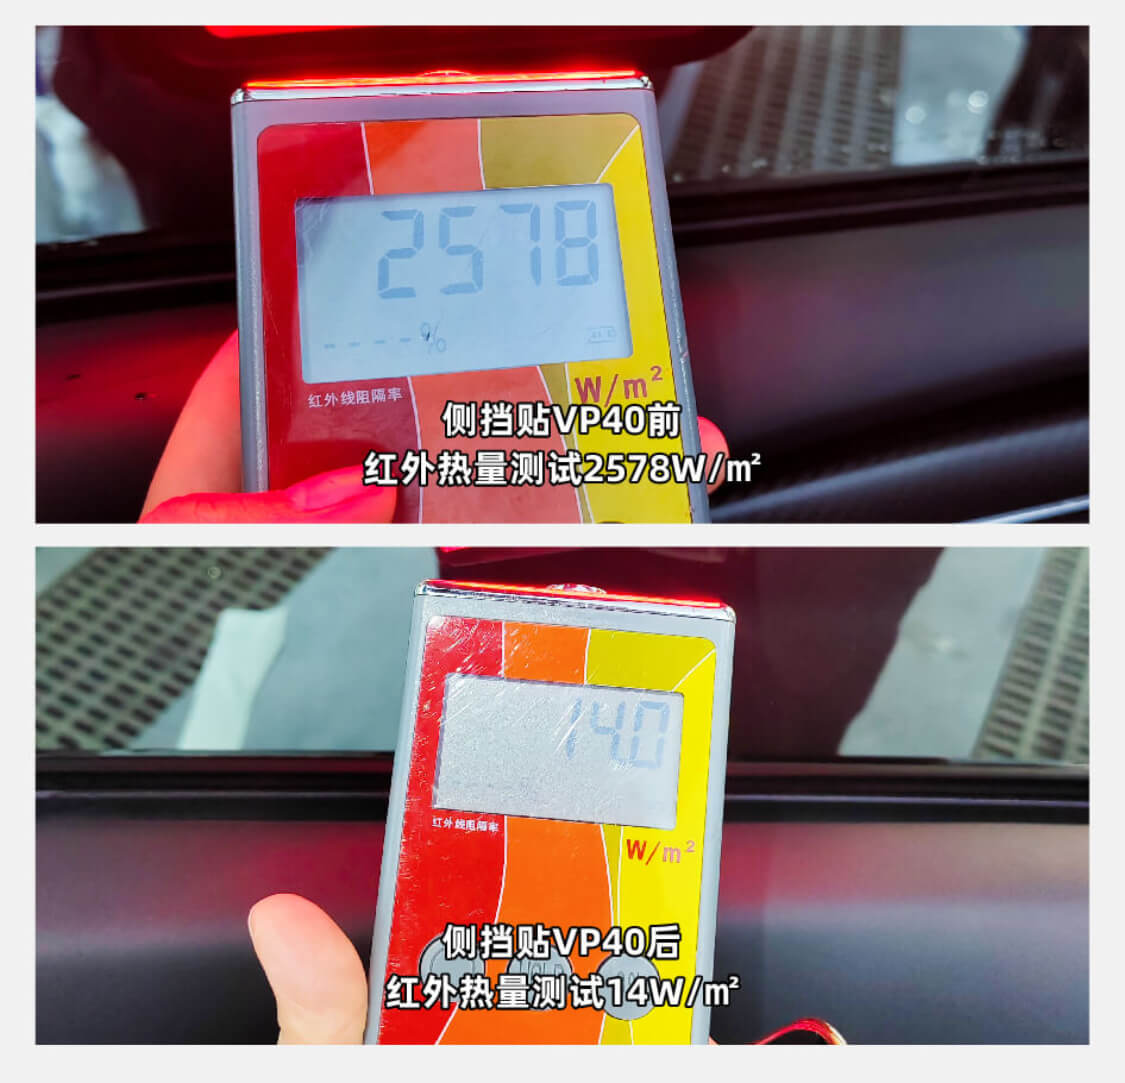 2578
%
红外线阻隔率
W/m²
侧挡贴VP40前
红外热量测试2578W/㎡
14.0
红外线阻隔率
W/m²
侧挡贴VP40后
红外热量测试14W/㎡